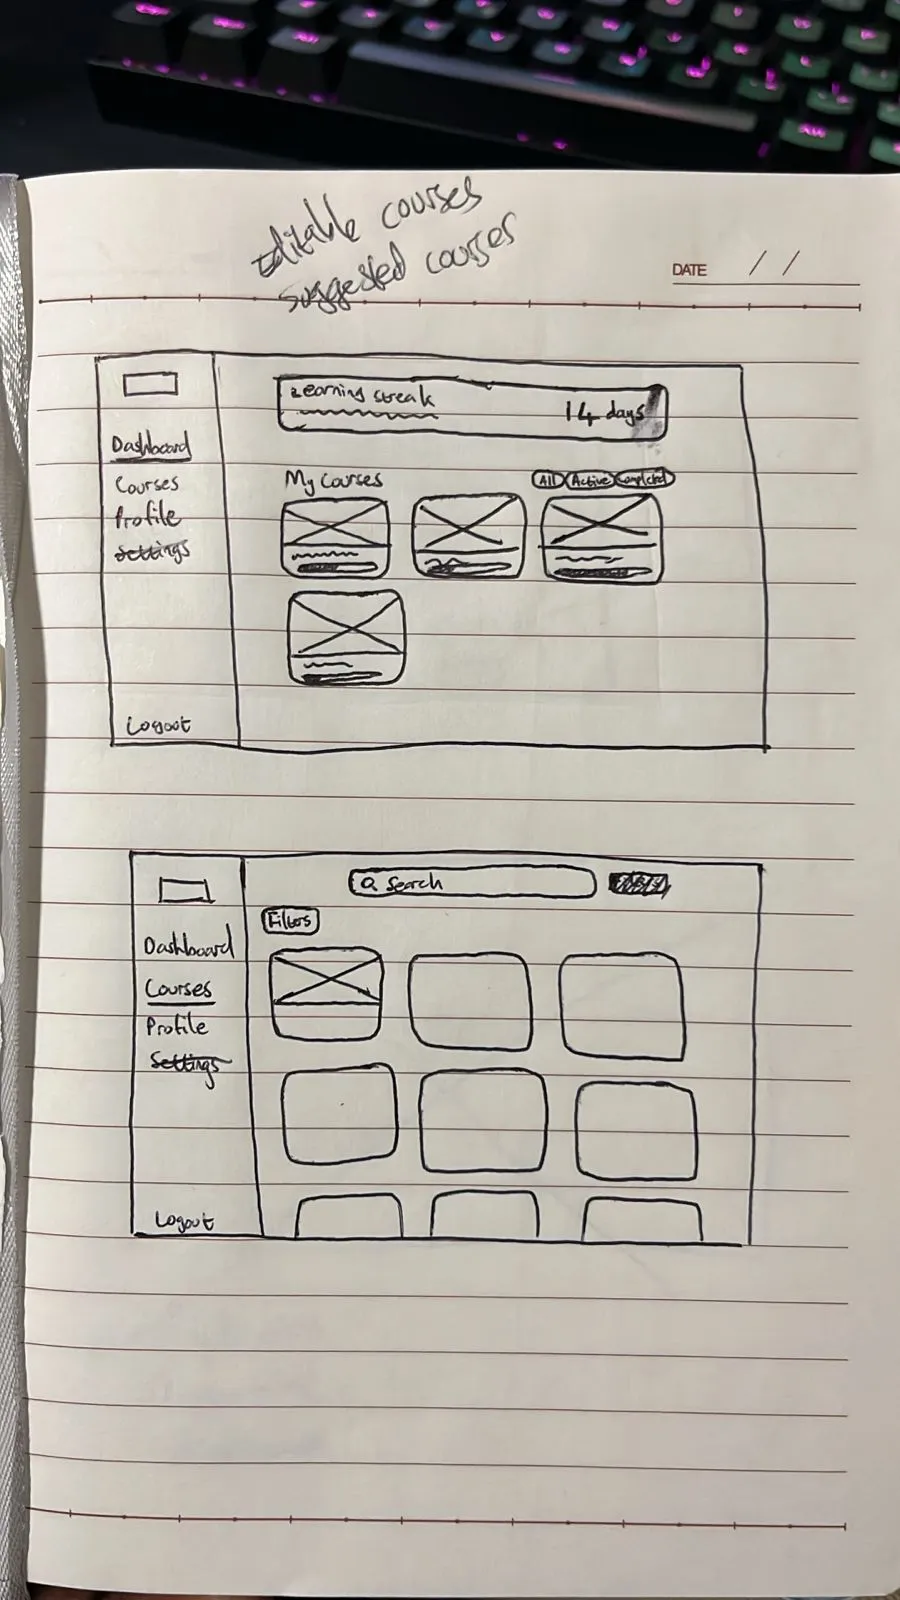 Editable courses
suggested courses
DATE / /
Learning streak
14 days
Dashboard
Courses
Profile
Settings
Logout
My Courses
All Active Completed
Search
Filters
Dashboard
Courses
Profile
Settings
Logout